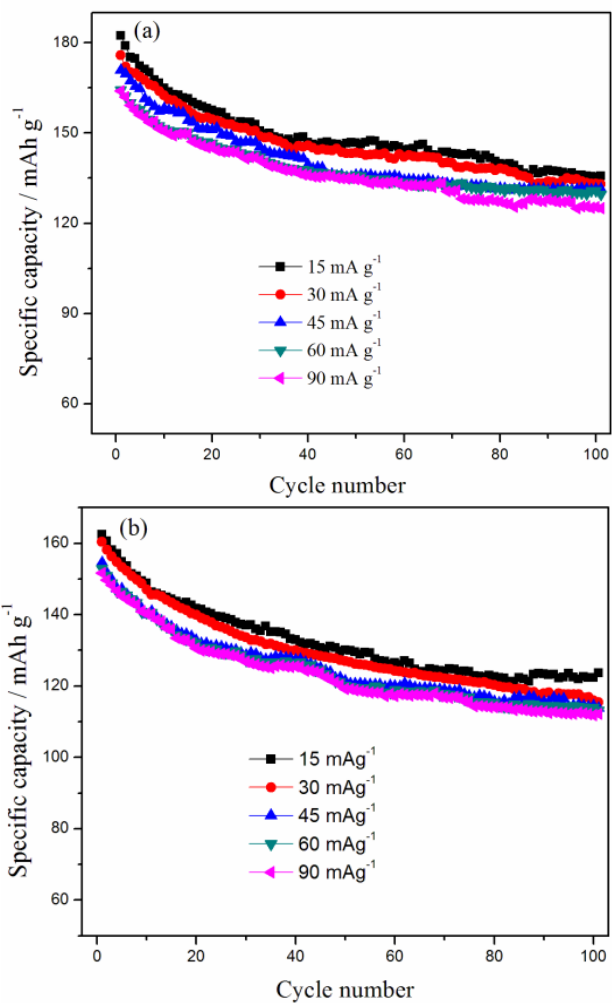 (a)
Specific capacity / mAh g⁻¹
180
150
120
90
60
15 mA g⁻¹
30 mA g⁻¹
45 mA g⁻¹
60 mA g⁻¹
90 mA g⁻¹
0 20 40 60 80 100
Cycle number
(b)
Specific capacity / mAh g⁻¹
160
140
120
100
80
60
15 mAg⁻¹
30 mAg⁻¹
45 mAg⁻¹
60 mAg⁻¹
90 mAg⁻¹
0 20 40 60 80 100
Cycle number